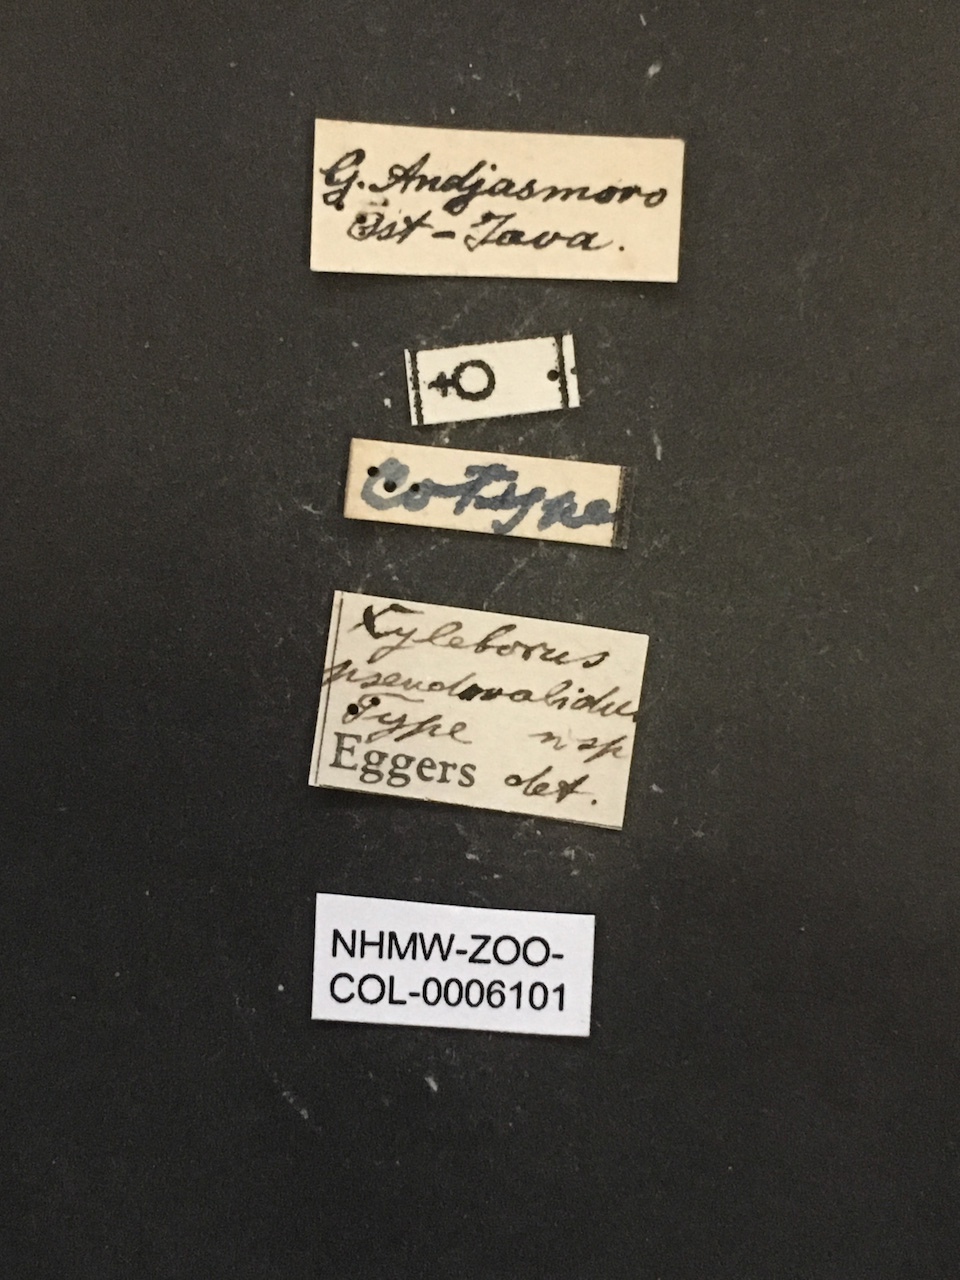 G. Andjasmoro
Ost - Java.
♀
Cotype
Xyleborus
pseudovalidus
Type n sp
Eggers det.
NHMW-ZOO-
COL-0006101